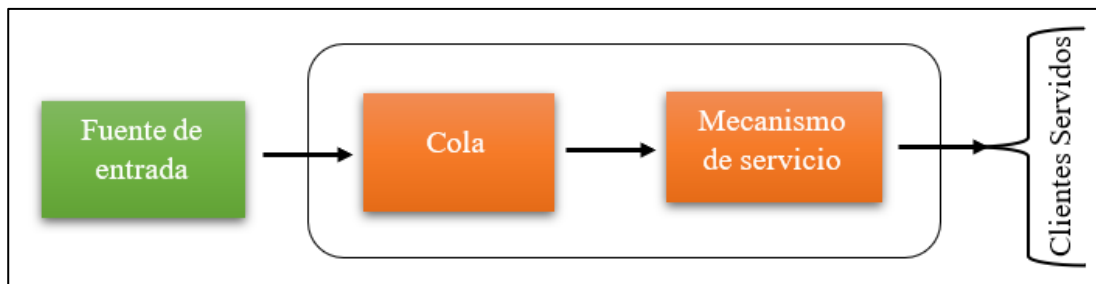 Fuente de
entrada
Cola
Mecanismo
de servicio
Clientes Servidos